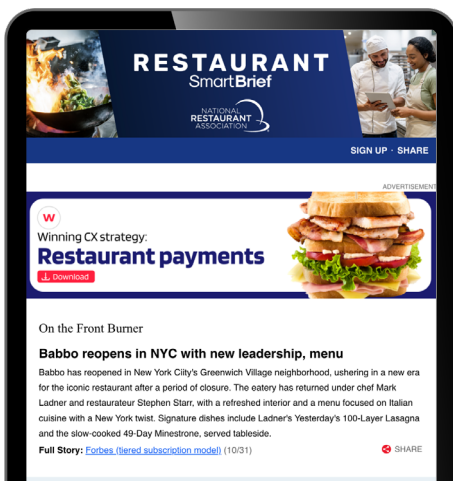 RESTAURANT
SmartBrief
NATIONAL
RESTAURANT
ASSOCIATION
SIGN UP · SHARE
ADVERTISEMENT
w
Winning CX strategy:
Restaurant payments
Download
On the Front Burner
Babbo reopens in NYC with new leadership, menu
Babbo has reopened in New York Ciity's Greenwich Village neighborhood, ushering in a new era
for the iconic restaurant after a period of closure. The eatery has returned under chef Mark
Ladner and restaurateur Stephen Starr, with a refreshed interior and a menu focused on Italian
cuisine with a New York twist. Signature dishes include Ladner's Yesterday's 100-Layer Lasagna
and the slow-cooked 49-Day Minestrone, served tableside.
Full Story: Forbes (tiered subscription model) (10/31) SHARE